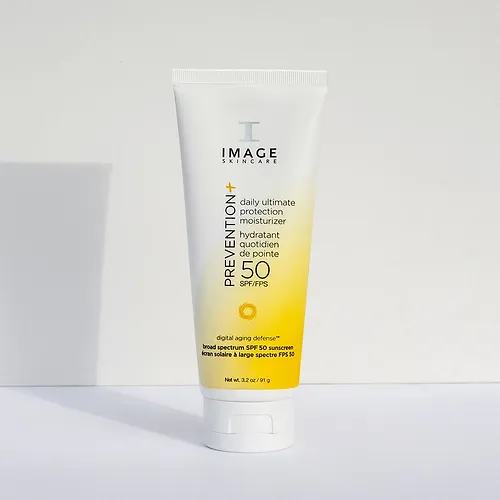 I
IMAGE
SKINCARE
PREVENTION+
daily ultimate
protection
moisturizer
hydratant
quotidien
de pointe
50
SPF/FPS
digital aging defense™
broad spectrum SPF 50 sunscreen
écran solaire à large spectre FPS 50
Net wt. 3.2 oz / 91 g